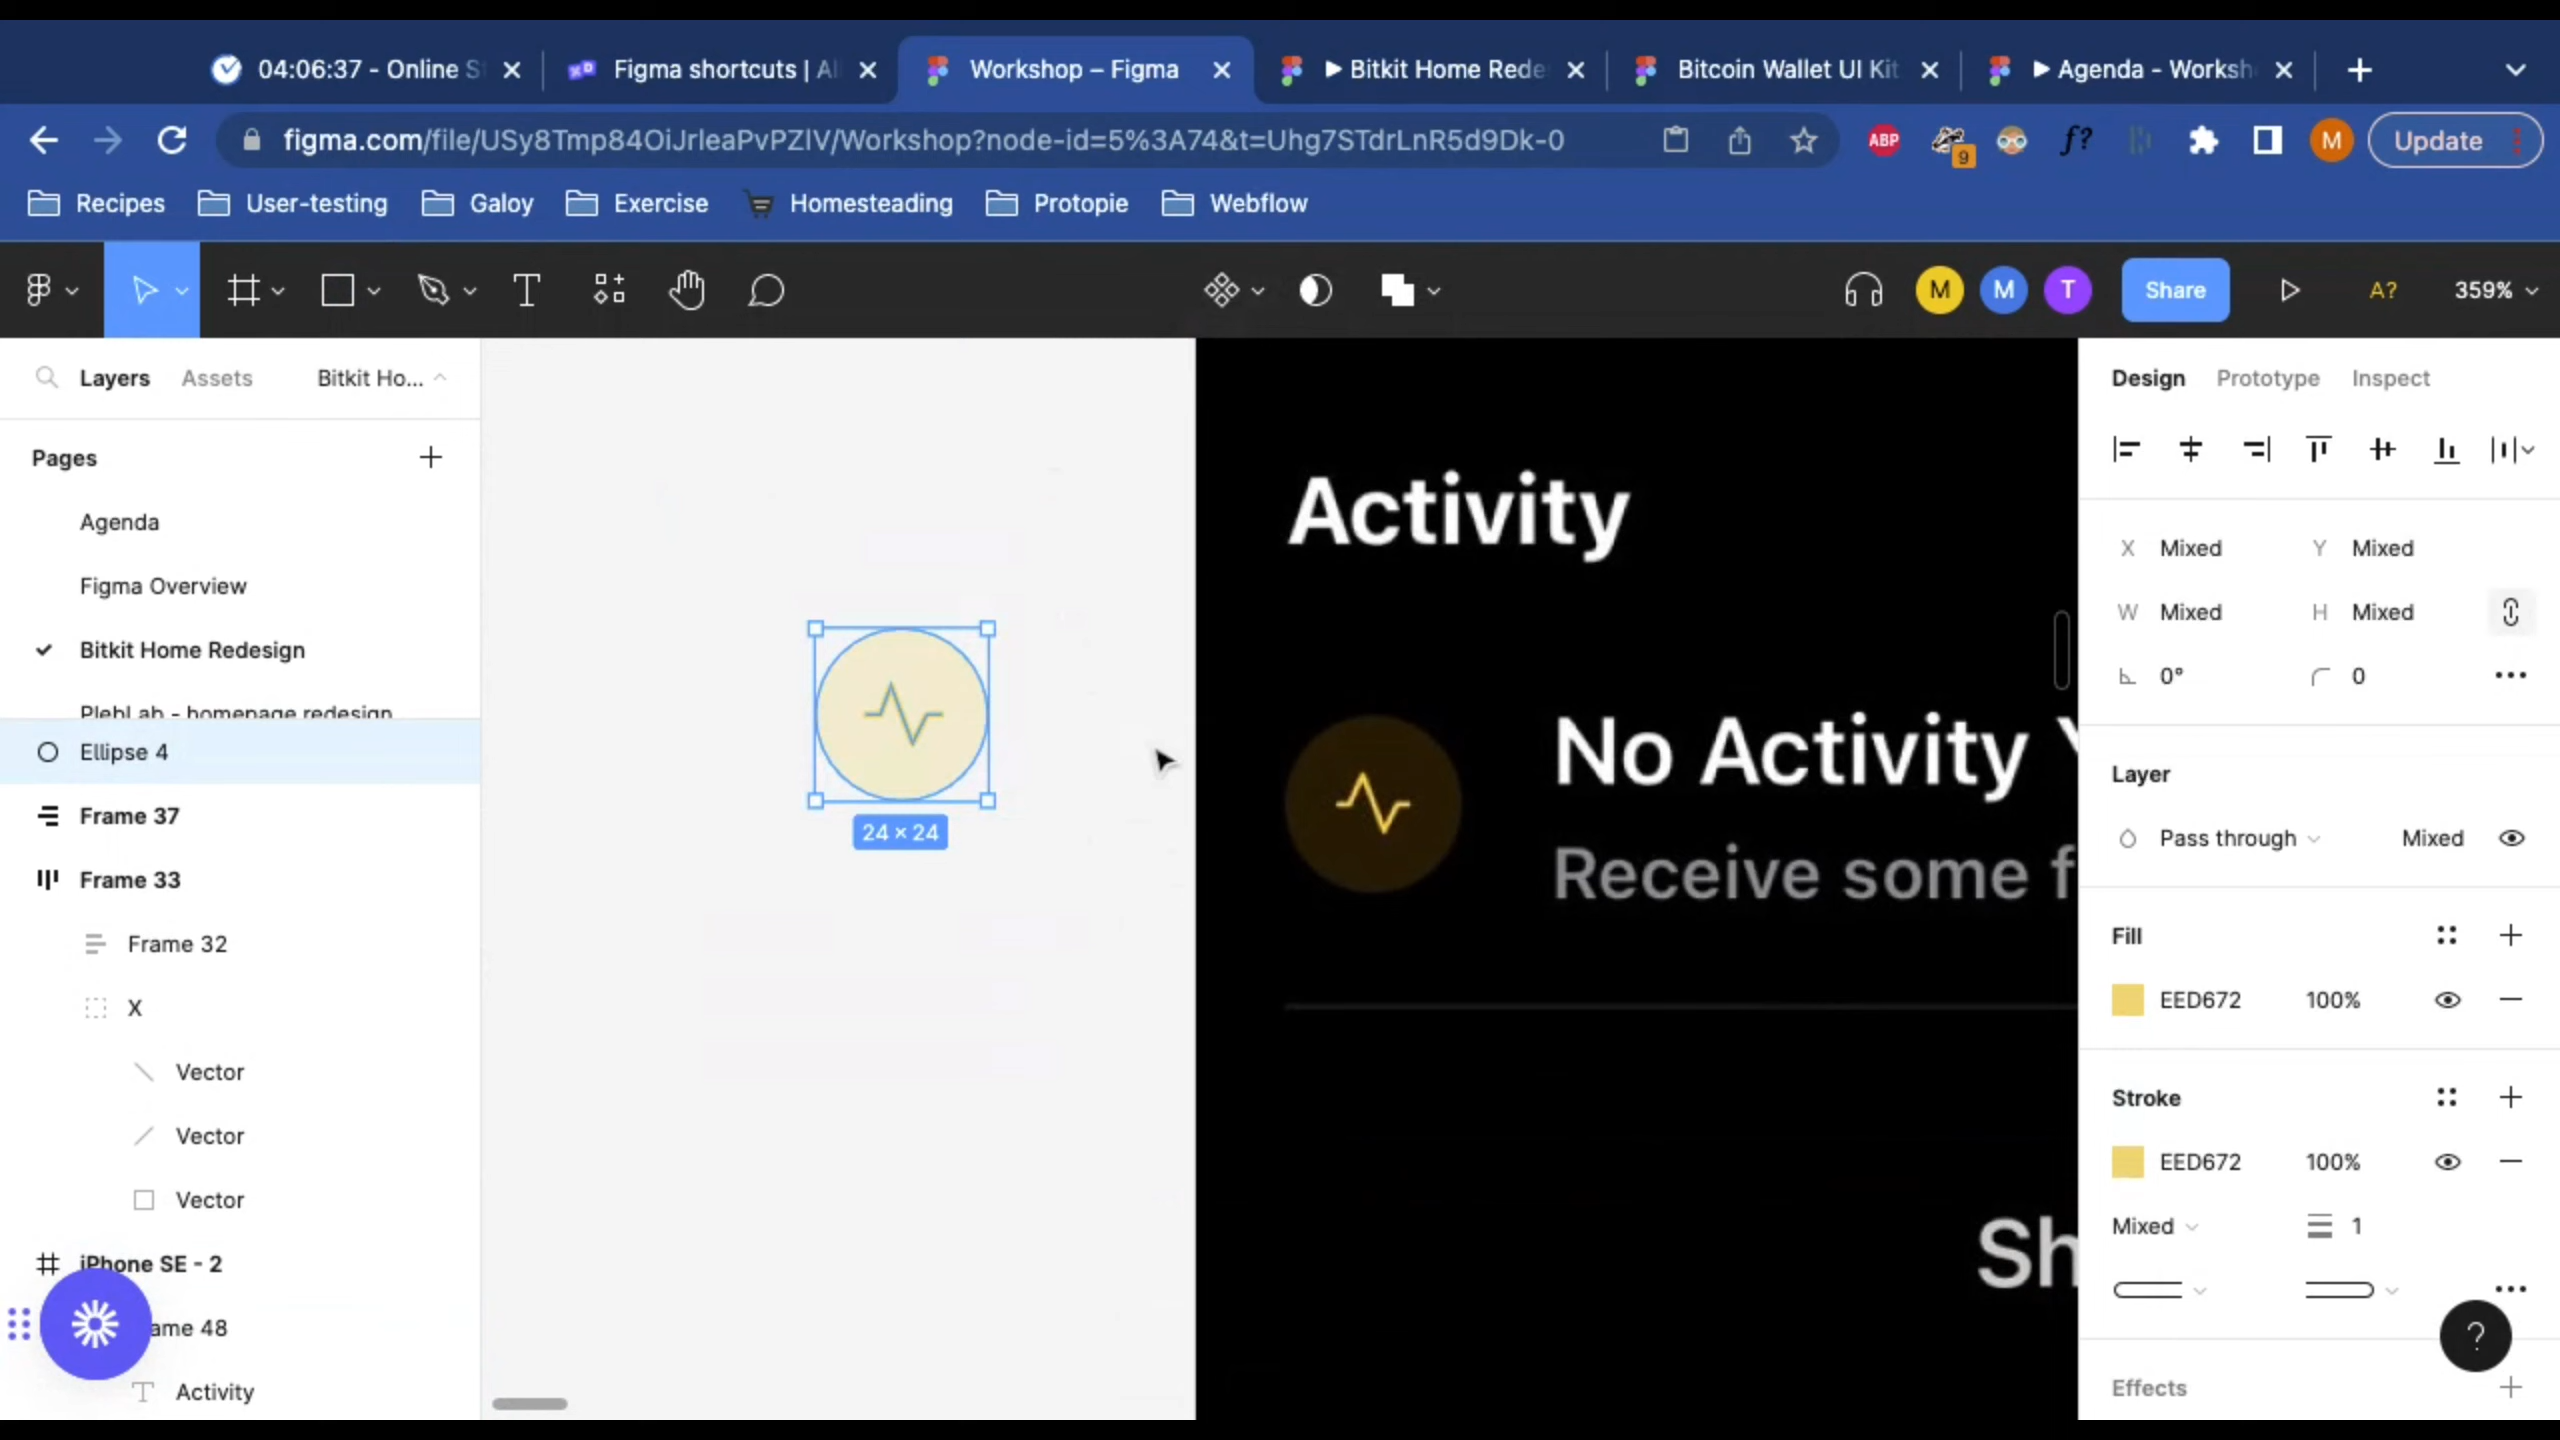 04:06:37 - Online S
Figma shortcuts | Al
Workshop – Figma
Bitkit Home Rede
Bitcoin Wallet UI Kit
Agenda - Worksh
figma.com/file/USy8Tmp84OiJrleaPvPZlV/Workshop?node-id=5%3A74&t=Uhg7STdrLnR5d9Dk-0
ABP
9
f?
M
Update
Recipes
User-testing
Galoy
Exercise
Homesteading
Protopie
Webflow
M
M
T
Share
A?
359%
Layers
Assets
Bitkit Ho...
Pages
Agenda
Figma Overview
Bitkit Home Redesign
PlebLab - homepage redesign
Ellipse 4
Frame 37
Frame 33
Frame 32
X
Vector
Vector
Vector
iPhone SE - 2
ame 48
Activity
24 × 24
Activity
No Activity Y
Receive some f
Sh
Design
Prototype
Inspect
X Mixed
Y Mixed
W Mixed
H Mixed
0°
0
Layer
Pass through
Mixed
Fill
EED672
100%
Stroke
EED672
100%
Mixed
1
?
Effects